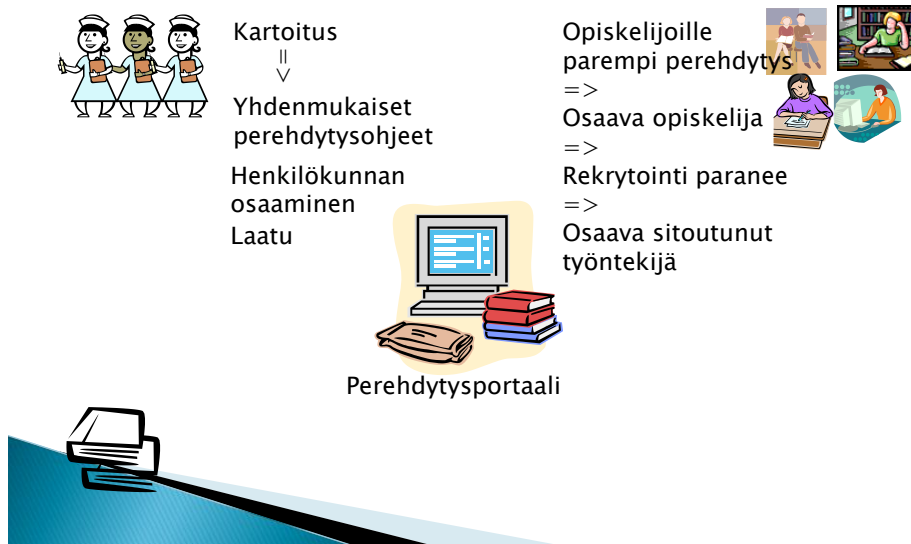 Kartoitus
=>
Yhdenmukaiset
perehdytysohjeet
Henkilökunnan
osaaminen
Laatu
Opiskelijoille
parempi perehdytys
=>
Osaava opiskelija
=>
Rekrytointi paranee
=>
Osaava sitoutunut
työntekijä
Perehdytysportaali